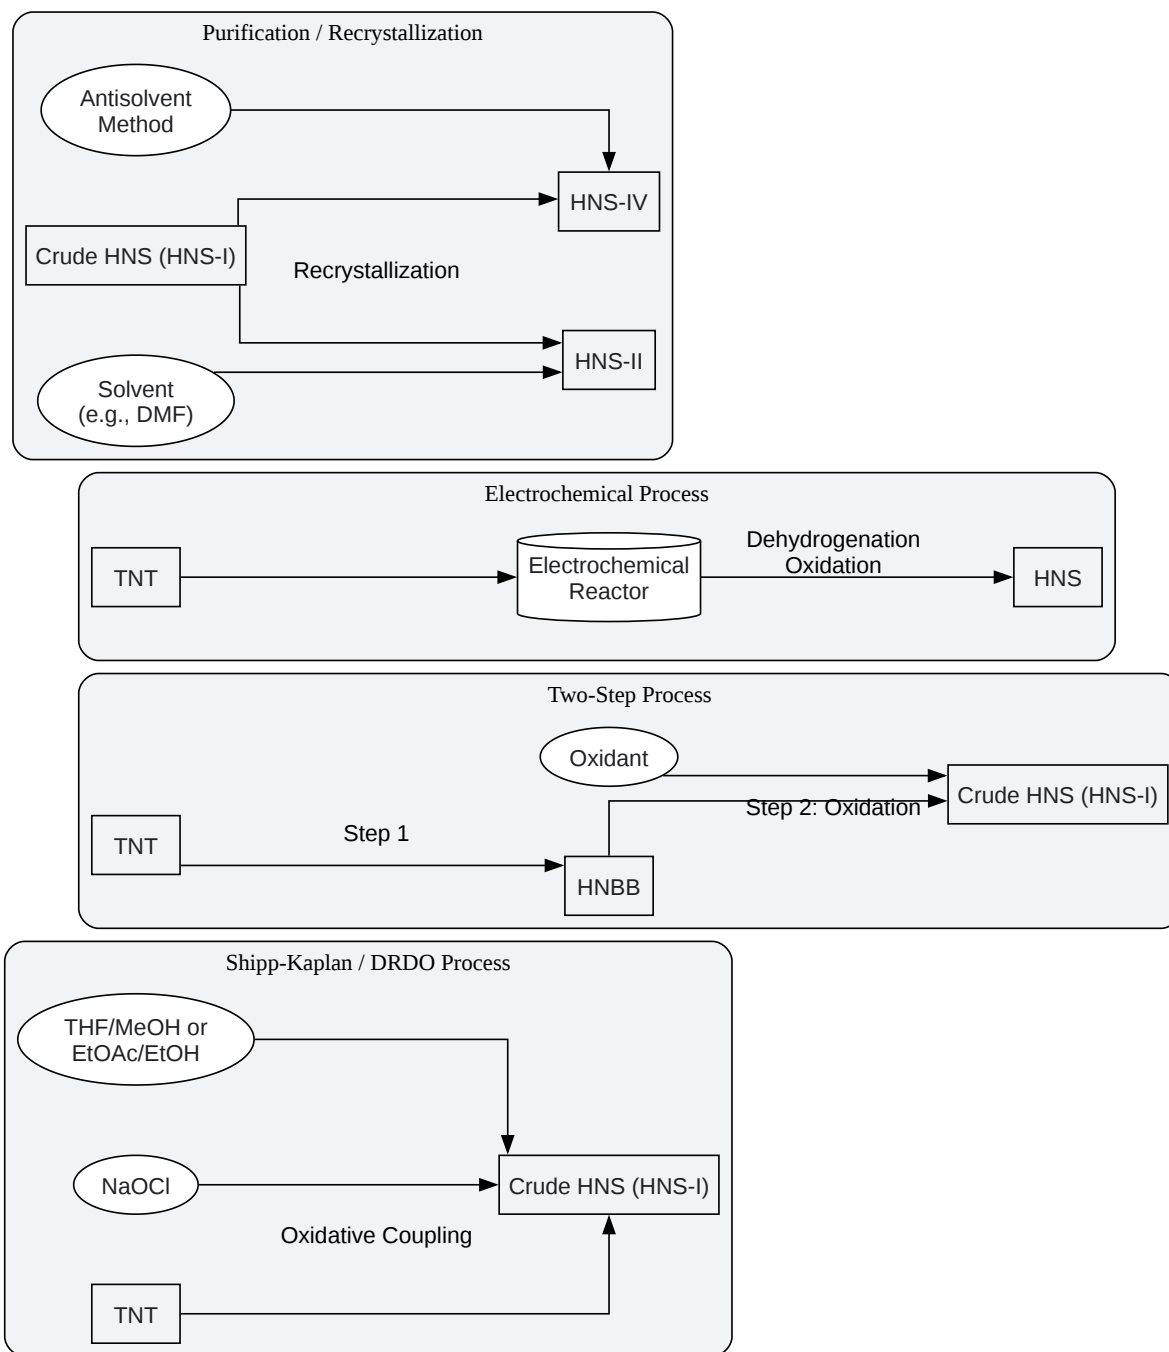 Purification / Recrystallization
Antisolvent
Method
HNS-IV
Crude HNS (HNS-I)
Recrystallization
HNS-II
Solvent
(e.g., DMF)
Electrochemical Process
TNT
Electrochemical
Reactor
Dehydrogenation
Oxidation
HNS
Two-Step Process
Oxidant
Crude HNS (HNS-I)
Step 2: Oxidation
TNT
Step 1
HNBB
Shipp-Kaplan / DRDO Process
THF/MeOH or
EtOAc/EtOH
NaOCl
Crude HNS (HNS-I)
Oxidative Coupling
TNT